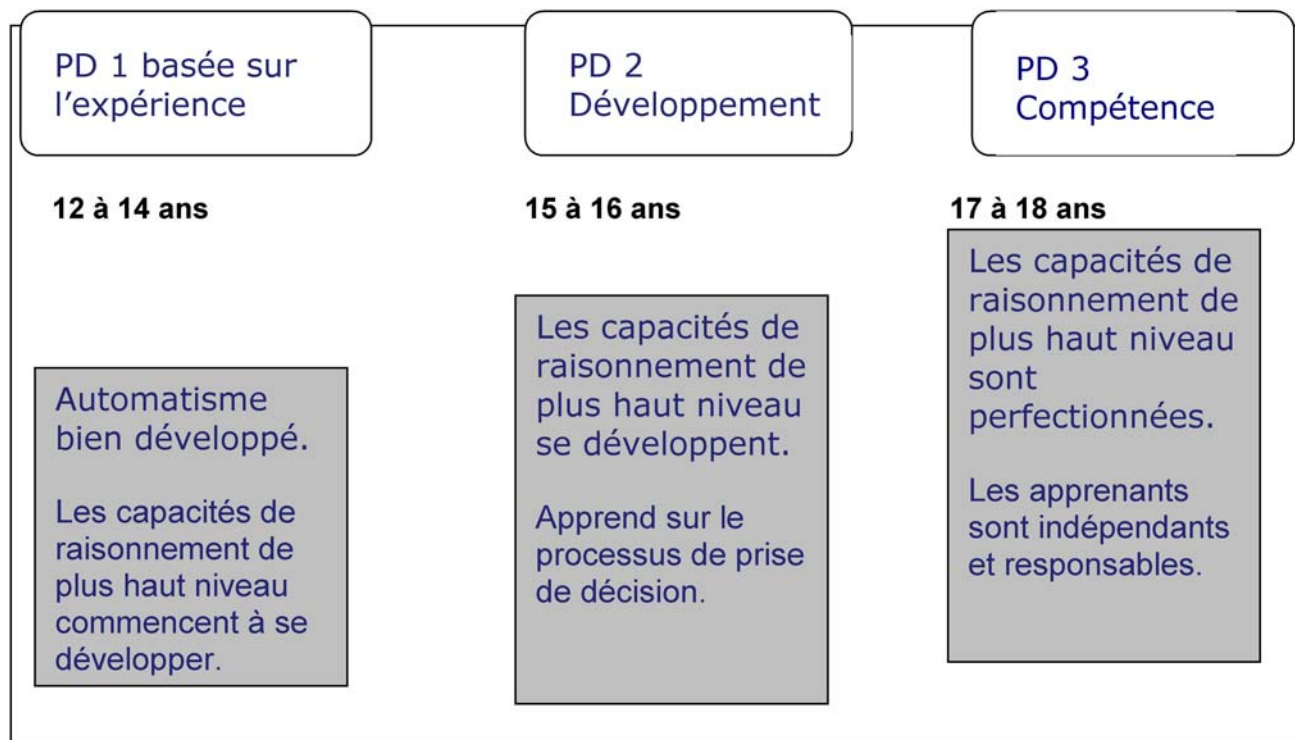 PD 1 basée sur
l’expérience
PD 2
Développement
PD 3
Compétence
12 à 14 ans
15 à 16 ans
17 à 18 ans
Automatisme
bien développé.
Les capacités de
raisonnement de
plus haut niveau
commencent à se
développer.
Les capacités de
raisonnement de
plus haut niveau
se développent.
Apprend sur le
processus de prise
de décision.
Les capacités de
raisonnement de
plus haut niveau
sont
perfectionnées.
Les apprenants
sont indépendants
et responsables.